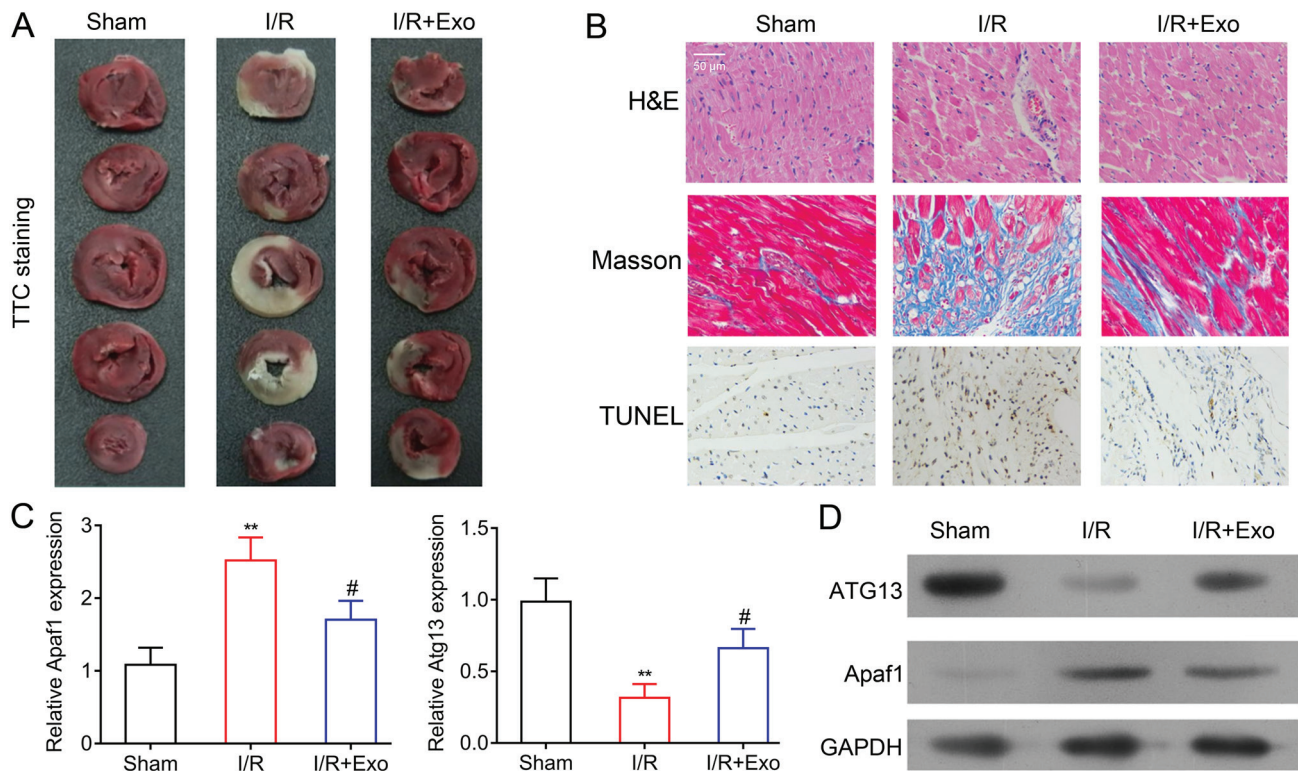 A
Sham
I/R
I/R+Exo
TTC staining
B
Sham
I/R
I/R+Exo
50 μm
H&E
Masson
TUNEL
C
Relative Apaf1 expression
3
2
1
0
**
#
Sham
I/R
I/R+Exo
Relative Atg13 expression
1.5
1.0
0.5
0.0
**
#
Sham
I/R
I/R+Exo
D
Sham
I/R
I/R+Exo
ATG13
Apaf1
GAPDH